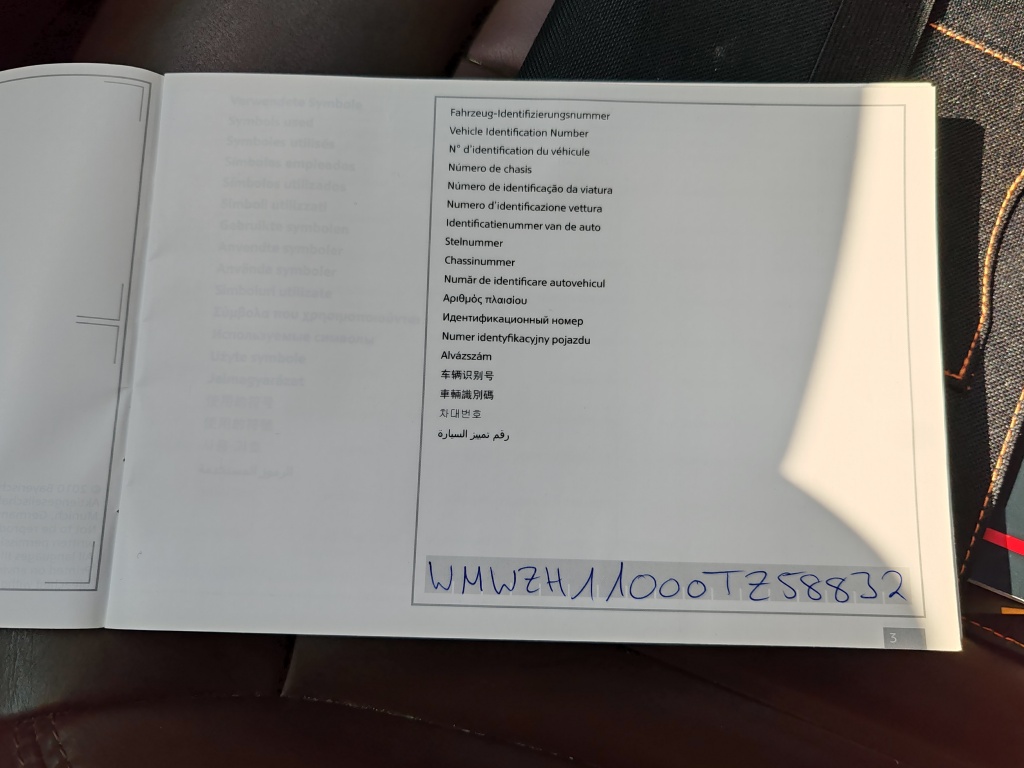 Fahrzeug-Identifizierungsnummer
Vehicle Identification Number
N° d'identification du véhicule
Número de chasis
Número de identificação da viatura
Numero d'identificazione vettura
Identificatienummer van de auto
Stelnummer
Chassinummer
Număr de identificare autovehicul
Αριθμός πλαισίου
Идентификационный номер
Numer identyfikacyjny pojazdu
Alvázszám
车辆识别号
車輛識別碼
차대번호
رقم تمييز السيارة
WMWZH11000TZ58832
3